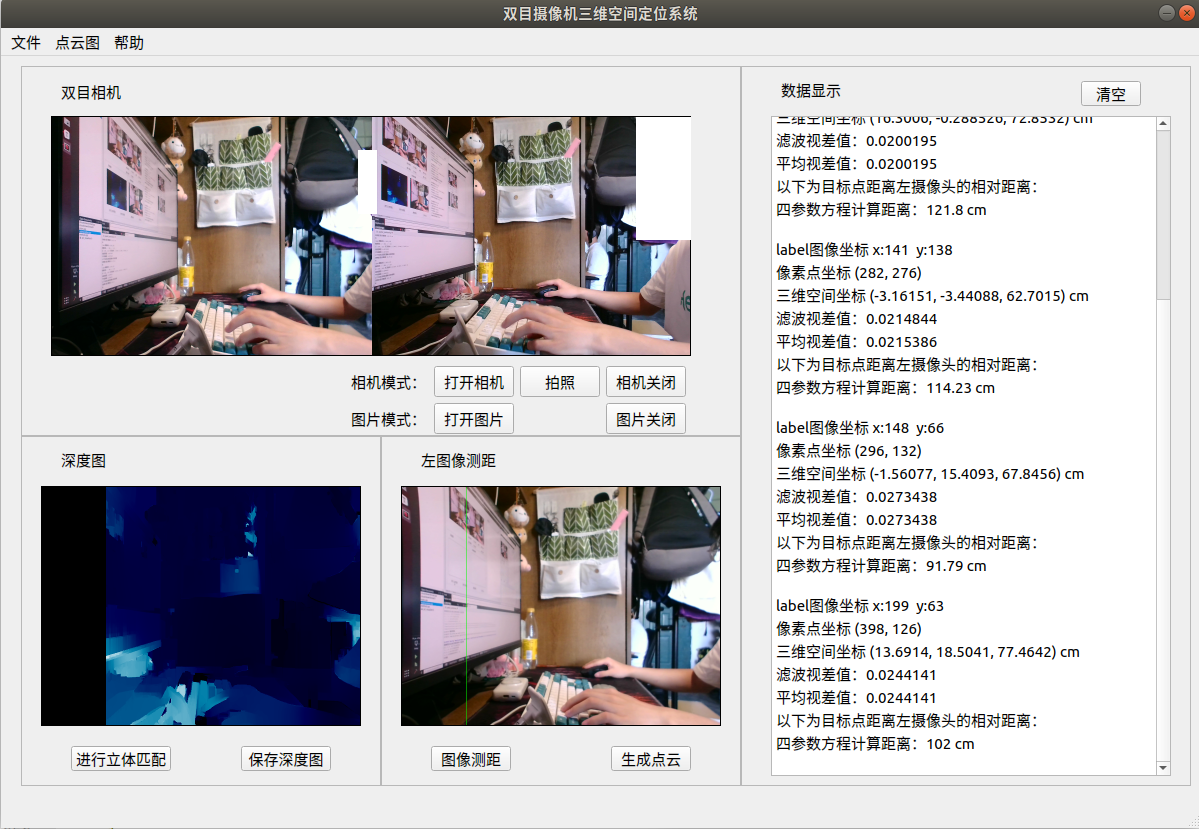 双目摄像机三维空间定位系统
文件 点云图 帮助
双目相机
相机模式： 打开相机 拍照 相机关闭
图片模式： 打开图片 图片关闭
深度图
进行立体匹配 保存深度图
左图像测距
图像测距 生成点云
数据显示 清空
三维空间坐标 (16.3006, -0.288526, 72.8532) cm
滤波视差值：0.0200195
平均视差值：0.0200195
以下为目标点距离左摄像头的相对距离：
四参数方程计算距离：121.8 cm
label图像坐标 x:141 y:138
像素点坐标 (282, 276)
三维空间坐标 (-3.16151, -3.44088, 62.7015) cm
滤波视差值：0.0214844
平均视差值：0.0215386
以下为目标点距离左摄像头的相对距离：
四参数方程计算距离：114.23 cm
label图像坐标 x:148 y:66
像素点坐标 (296, 132)
三维空间坐标 (-1.56077, 15.4093, 67.8456) cm
滤波视差值：0.0273438
平均视差值：0.0273438
以下为目标点距离左摄像头的相对距离：
四参数方程计算距离：91.79 cm
label图像坐标 x:199 y:63
像素点坐标 (398, 126)
三维空间坐标 (13.6914, 18.5041, 77.4642) cm
滤波视差值：0.0244141
平均视差值：0.0244141
以下为目标点距离左摄像头的相对距离：
四参数方程计算距离：102 cm